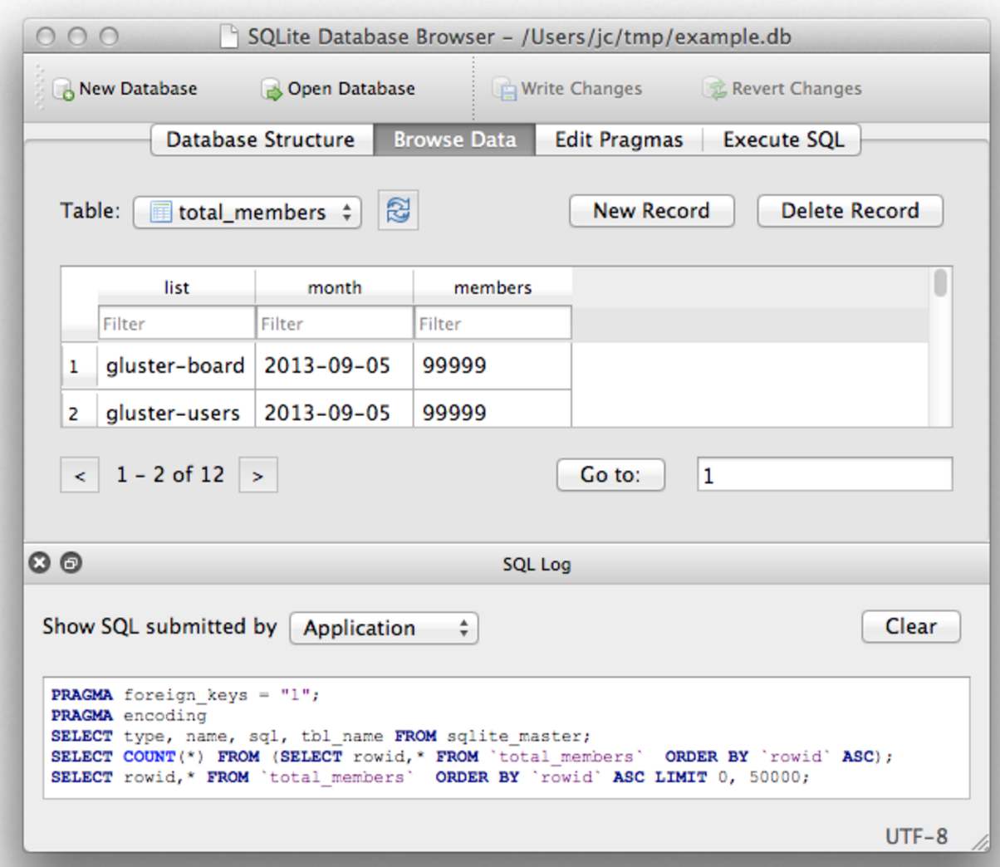 SQLite Database Browser – /Users/jc/tmp/example.db
New Database Open Database Write Changes Revert Changes
Database Structure Browse Data Edit Pragmas Execute SQL
Table: total_members New Record Delete Record
list month members
Filter Filter Filter
1 gluster-board 2013-09-05 99999
2 gluster-users 2013-09-05 99999
< 1 – 2 of 12 > Go to: 1
SQL Log
Show SQL submitted by Application Clear
PRAGMA foreign_keys = "1";
PRAGMA encoding
SELECT type, name, sql, tbl_name FROM sqlite_master;
SELECT COUNT(*) FROM (SELECT rowid,* FROM `total_members`  ORDER BY `rowid` ASC);
SELECT rowid,* FROM `total_members`  ORDER BY `rowid` ASC LIMIT 0, 50000;
UTF-8